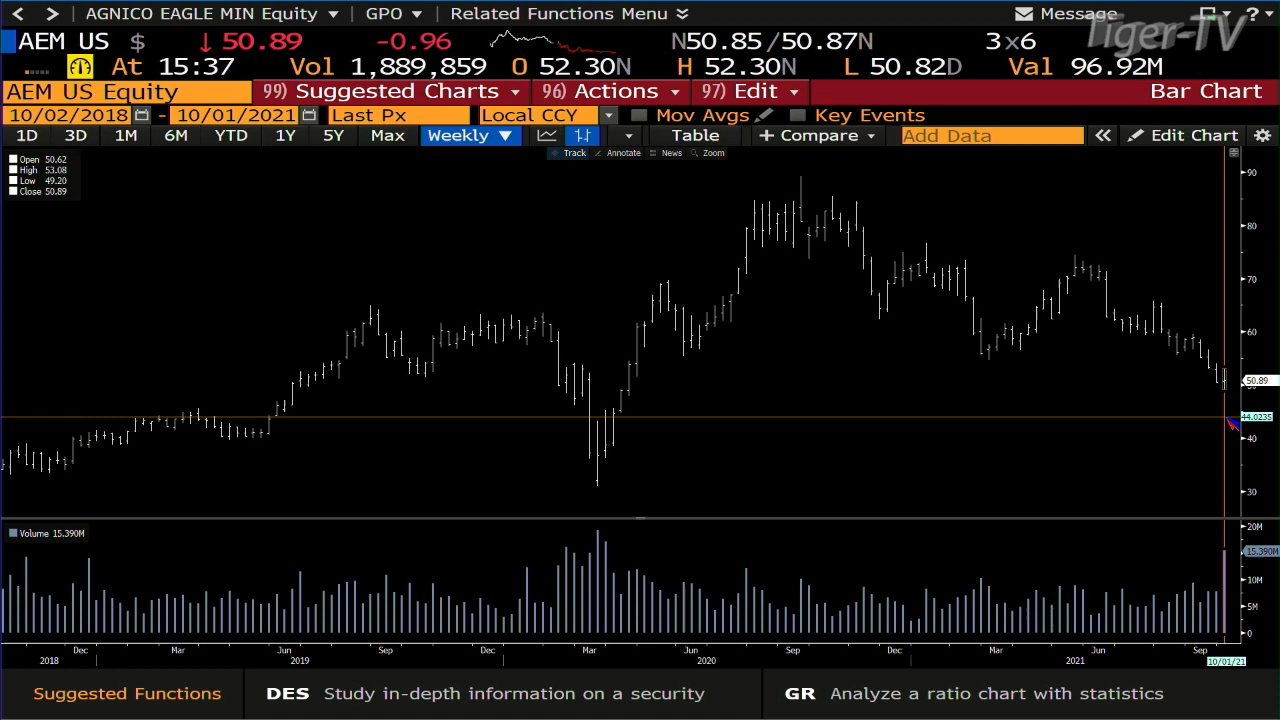 < > AGNICO EAGLE MIN Equity ▼ GPO ▼ Related Functions Menu Message ?
Tiger-TV
AEM US $ ↓ 50.89 -0.96 N50.85/50.87N 3x6
At 15:37 Vol 1,889,859 O 52.30N H 52.30N L 50.82D Val 96.92M
AEM US Equity 99) Suggested Charts 96) Actions 97) Edit Bar Chart
10/02/2018 - 10/01/2021 Last Px Local CCY Mov Avgs Key Events
1D 3D 1M 6M YTD 1Y 5Y Max Weekly ▼ Table + Compare Add Data « Edit Chart
Track Annotate News Zoom
Open 50.62
High 53.08
Low 49.20
Close 50.89
90
80
70
60
50.89
44.0235
40
30
Volume 15.390M
20M
15.390M
10M
5M
0
Dec Mar Jun Sep Dec Mar Jun Sep Dec Mar Jun Sep
2018 2019 2020 2021 10/01/21
Suggested Functions DES Study in-depth information on a security GR Analyze a ratio chart with statistics